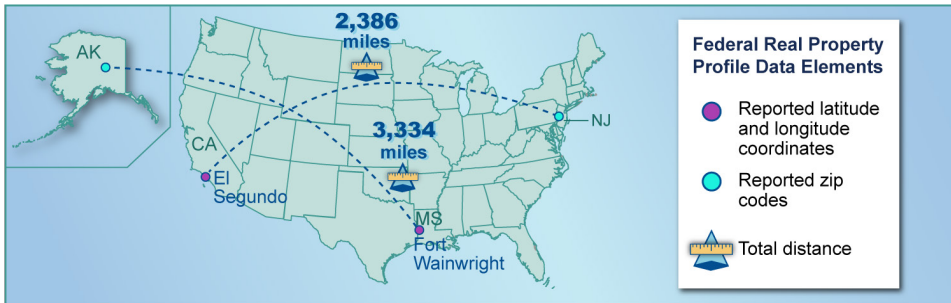 2,386
miles
AK
NJ
3,334
miles
CA
El
Segundo
MS
Fort
Wainwright
Federal Real Property
Profile Data Elements
Reported latitude
and longitude
coordinates
Reported zip
codes
Total distance